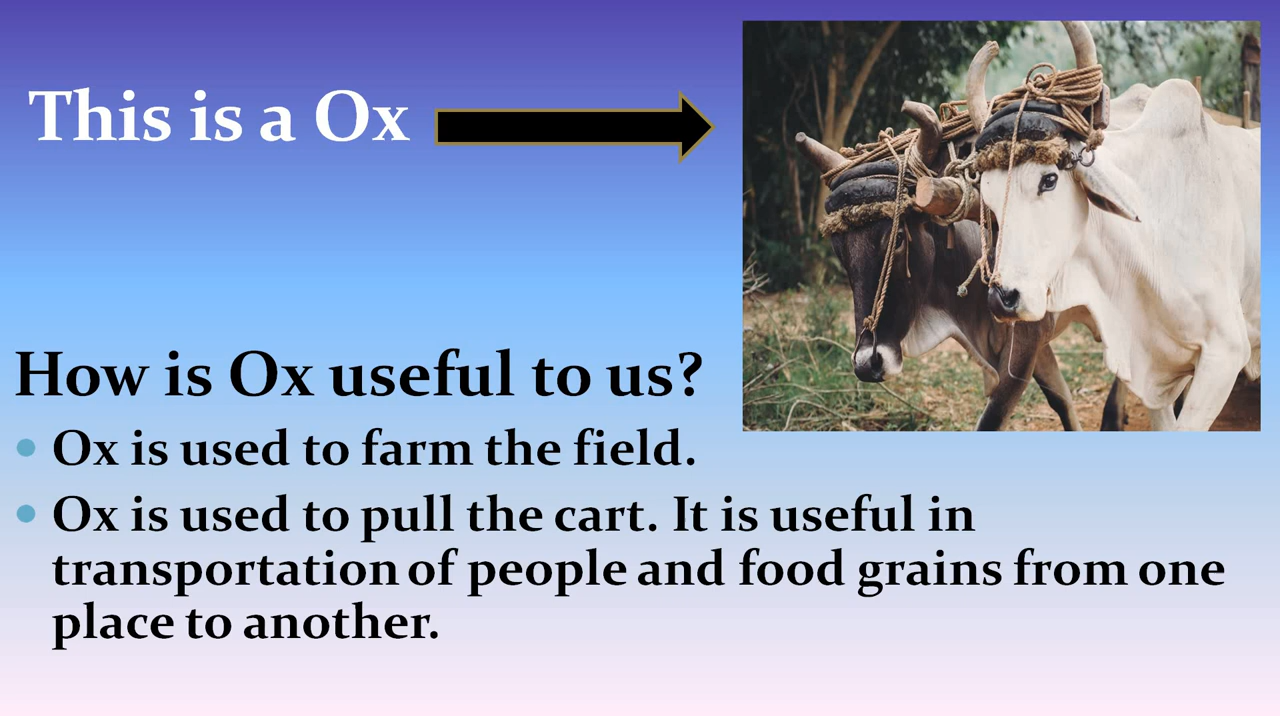 This is a Ox
How is Ox useful to us?
Ox is used to farm the field.
Ox is used to pull the cart. It is useful in
transportation of people and food grains from one
place to another.